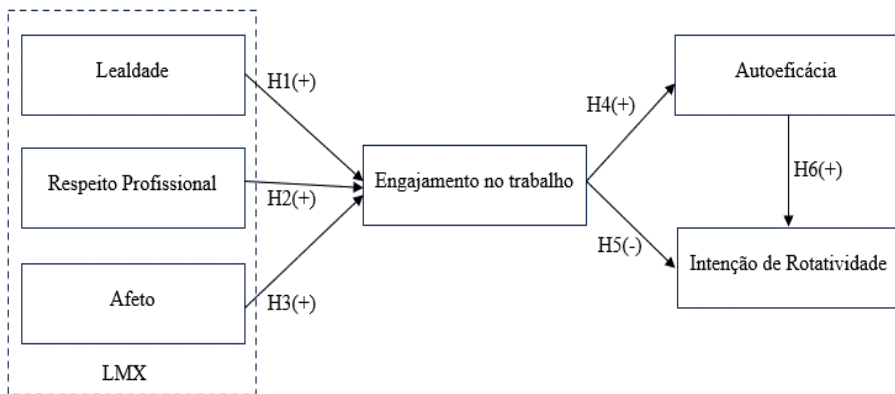 Lealdade
H1(+)
Respeito Profissional
H2(+)
Afeto
H3(+)
LMX
Engajamento no trabalho
H4(+)
H5(-)
Autoeficácia
H6(+)
Intenção de Rotatividade